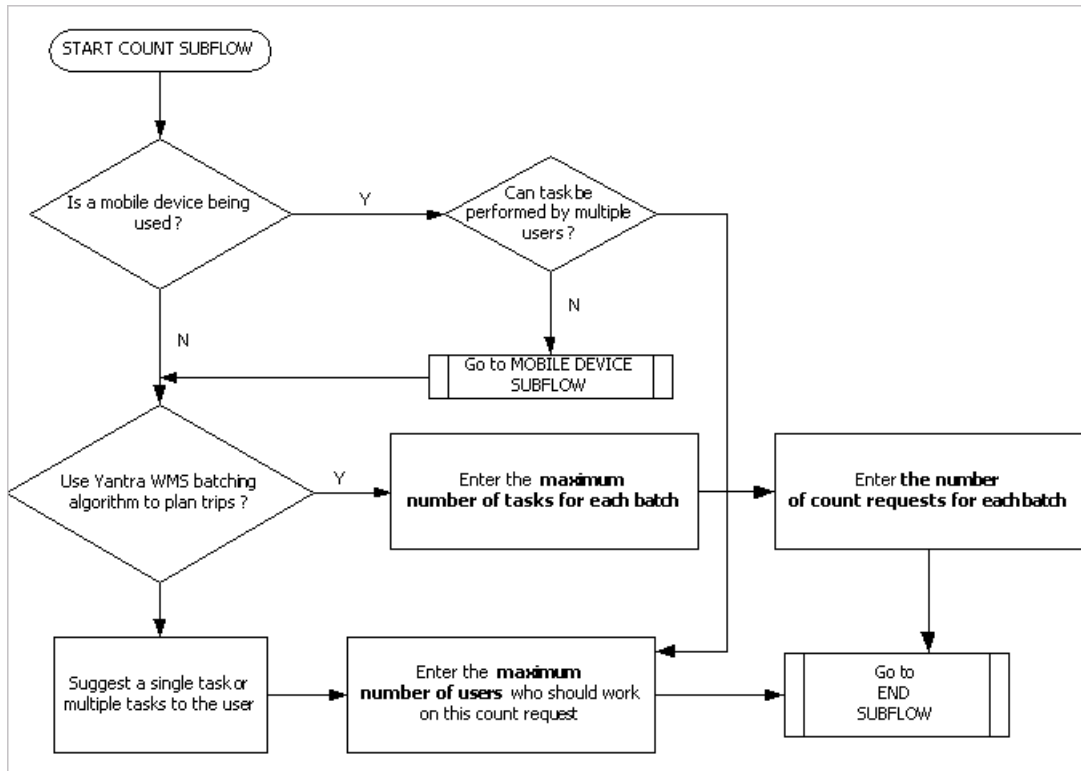 START COUNT SUBFLOW
Is a mobile device being
used ?
Y
Can task be
performed by multiple
users ?
N
N
Go to MOBILE DEVICE
SUBFLOW
Use Yantra WMS batching
algorithm to plan trips ?
Y
Enter the maximum
number of tasks for each batch
Enter the number
of count requests for each batch
Suggest a single task or
multiple tasks to the user
Enter the maximum
number of users who should work
on this count request
Go to
END
SUBFLOW